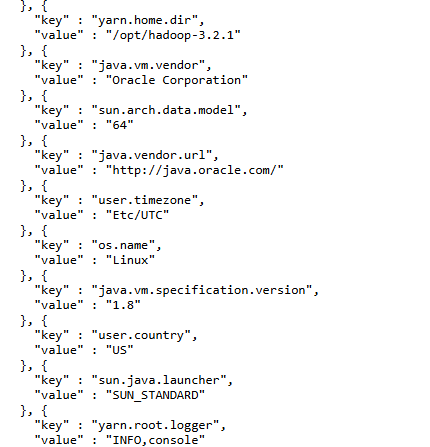 }, {
"key" : "yarn.home.dir",
"value" : "/opt/hadoop-3.2.1"
}, {
"key" : "java.vm.vendor",
"value" : "Oracle Corporation"
}, {
"key" : "sun.arch.data.model",
"value" : "64"
}, {
"key" : "java.vendor.url",
"value" : "http://java.oracle.com/"
}, {
"key" : "user.timezone",
"value" : "Etc/UTC"
}, {
"key" : "os.name",
"value" : "Linux"
}, {
"key" : "java.vm.specification.version",
"value" : "1.8"
}, {
"key" : "user.country",
"value" : "US"
}, {
"key" : "sun.java.launcher",
"value" : "SUN_STANDARD"
}, {
"key" : "yarn.root.logger",
"value" : "INFO,console"